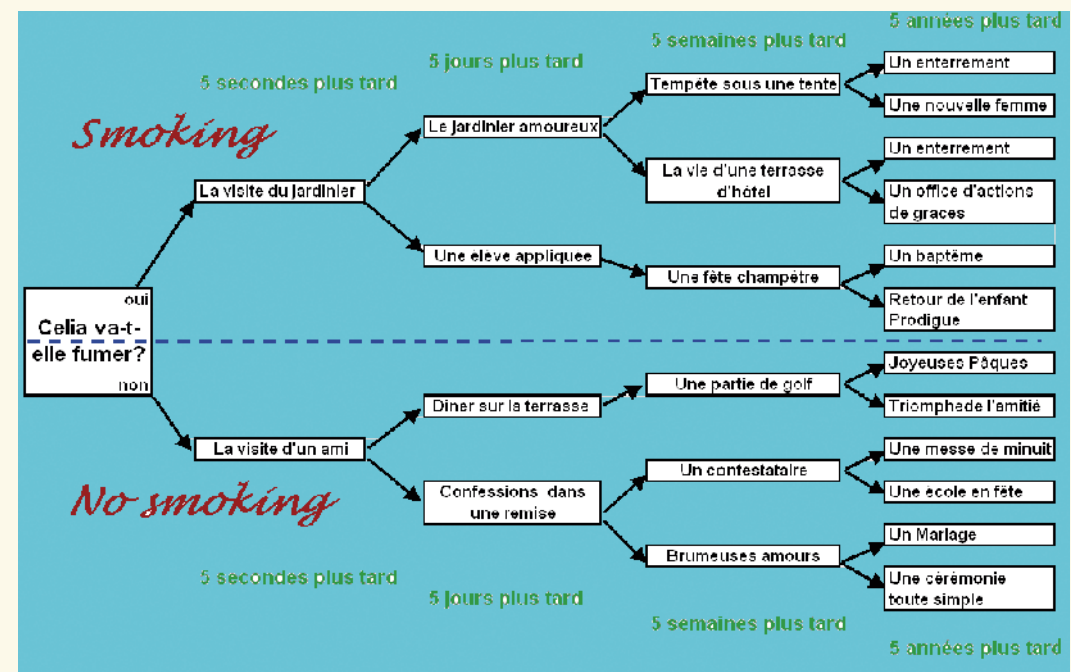 5 années plus tard
5 semaines plus tard
5 jours plus tard
5 secondes plus tard
Smoking
La visite du jardinier
Le jardinier amoureux
Une élève appliquee
Tempête sous une tente
La vie d'une terrasse
d'hôtel
Une fête champêtre
Un enterrement
Une nouvelle femme
Un enterrement
Un office d'actions
de graces
Un baptême
Retour de l'enfant
Prodigue
oui
Celia va-t-
elle fumer?
non
No smoking
La visite d'un ami
Diner sur la terrasse
Confessions dans
une remise
Une partie de golf
Un contestataire
Brumeuses amours
Joyeuses Pâques
Triomphede l'amitié
Une messe de minuit
Une école en fête
Un Mariage
Une cérémonie
toute simple
5 secondes plus tard
5 jours plus tard
5 semaines plus tard
5 années plus tard